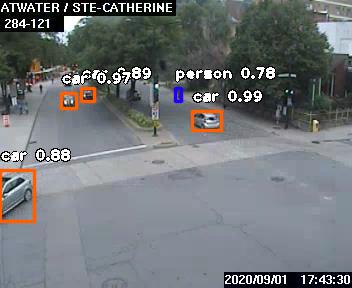 ATWATER / STE-CATHERINE
284-121
car 0.89
car 0.97
person 0.78
car 0.99
car 0.88
2020/09/01 17:43:30